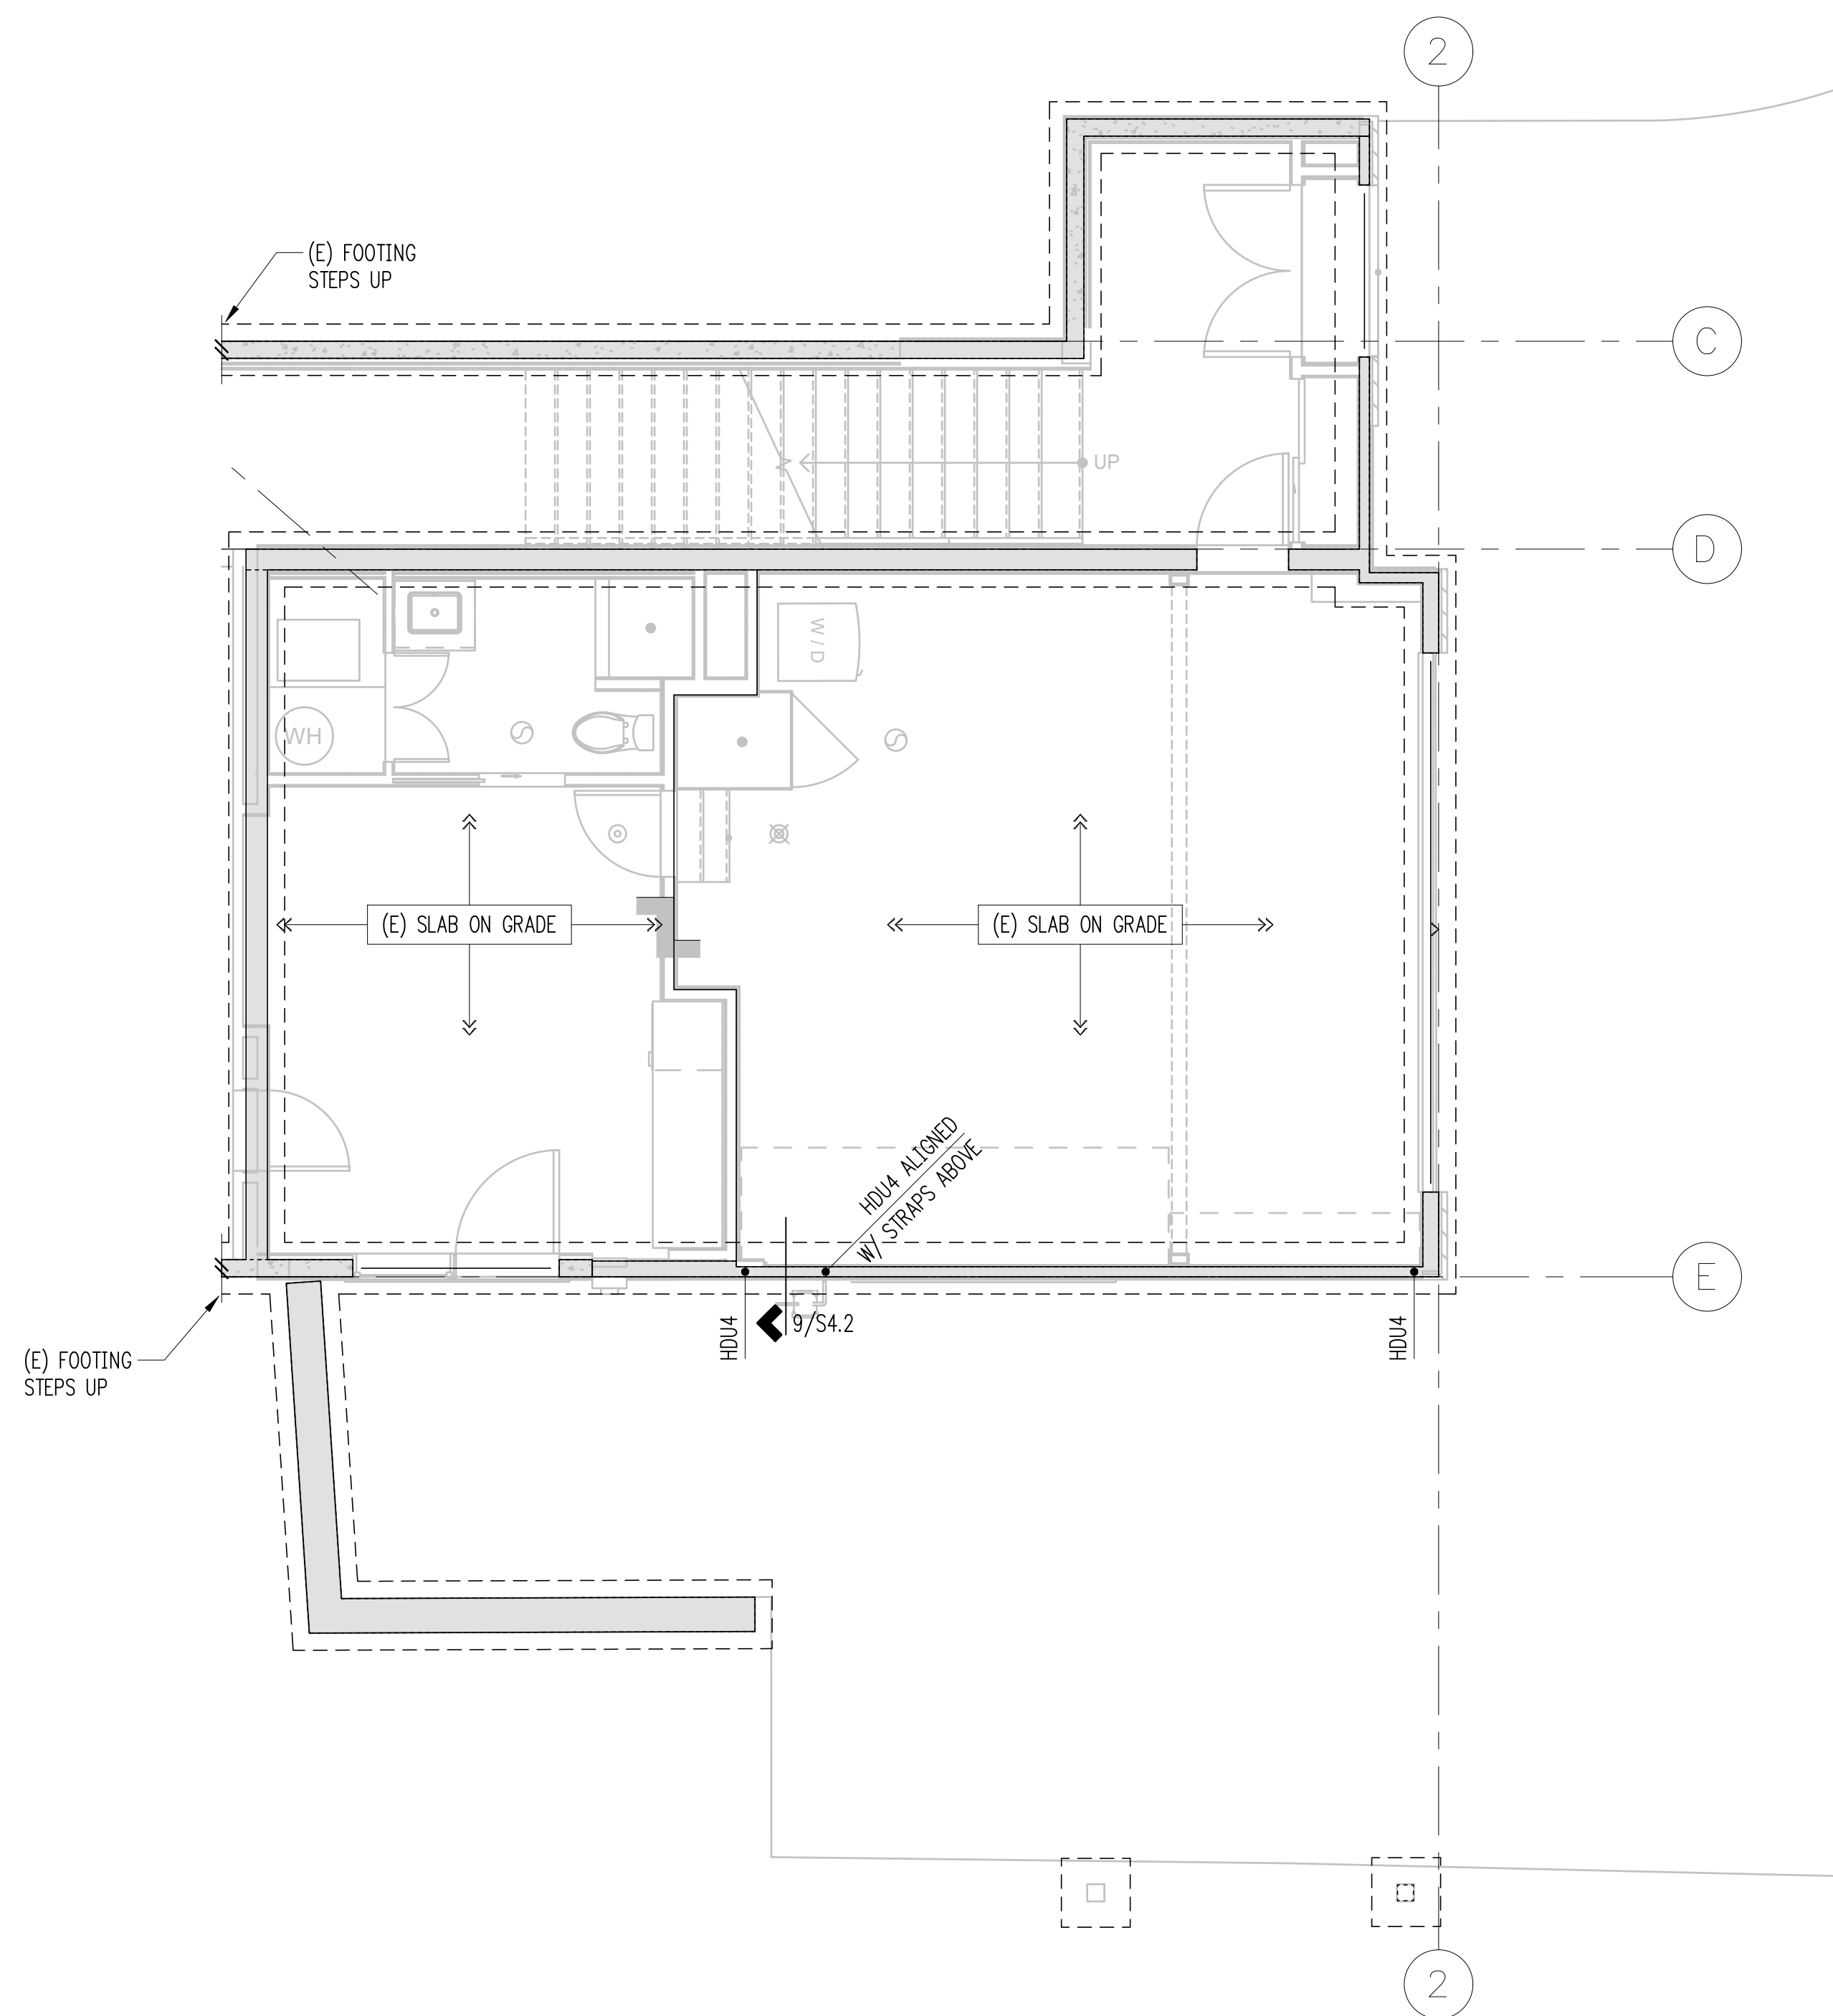 2
(E) FOOTING
STEPS UP
C
UP
D
W/D
WH
(E) SLAB ON GRADE
(E) SLAB ON GRADE
HDU4 ALIGNED
W/ STRAPS ABOVE
E
HDU4
9/S4.2
HDU4
(E) FOOTING
STEPS UP
2